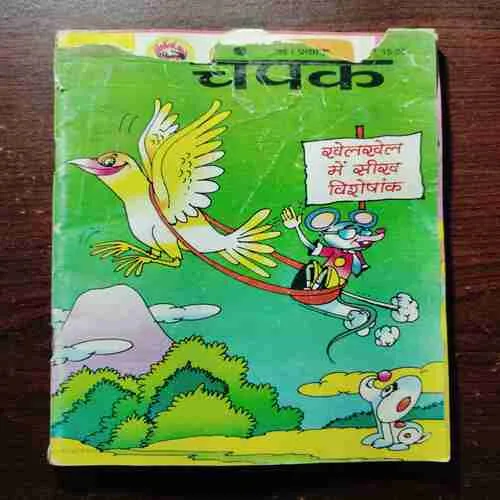 चंपक
खेलखेल
में सीख
विशेषांक